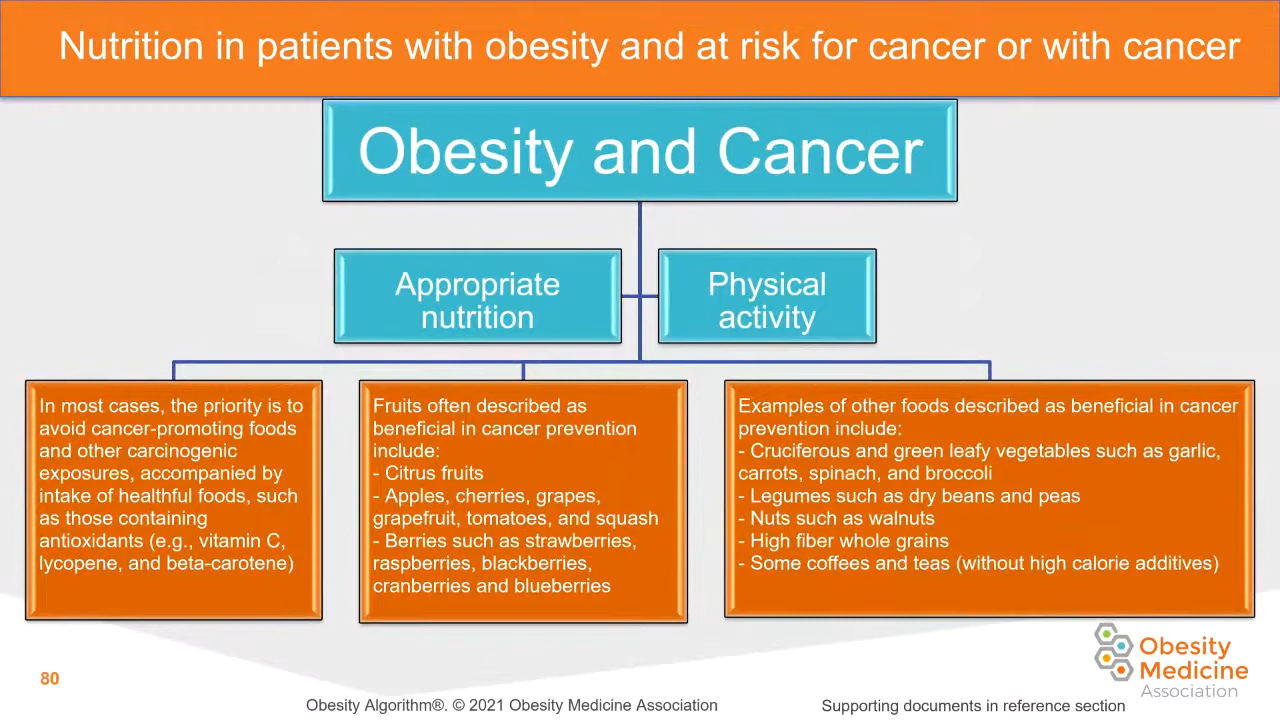 Nutrition in patients with obesity and at risk for cancer or with cancer
Obesity and Cancer
Appropriate
nutrition
Physical
activity
In most cases, the priority is to
avoid cancer-promoting foods
and other carcinogenic
exposures, accompanied by
intake of healthful foods, such
as those containing
antioxidants (e.g., vitamin C,
lycopene, and beta-carotene)
Fruits often described as
beneficial in cancer prevention
include:
- Citrus fruits
- Apples, cherries, grapes,
grapefruit, tomatoes, and squash
- Berries such as strawberries,
raspberries, blackberries,
cranberries and blueberries
Examples of other foods described as beneficial in cancer
prevention include:
- Cruciferous and green leafy vegetables such as garlic,
carrots, spinach, and broccoli
- Legumes such as dry beans and peas
- Nuts such as walnuts
- High fiber whole grains
- Some coffees and teas (without high calorie additives)
80
Obesity Algorithm®. © 2021 Obesity Medicine Association
Supporting documents in reference section
Obesity
Medicine
Association